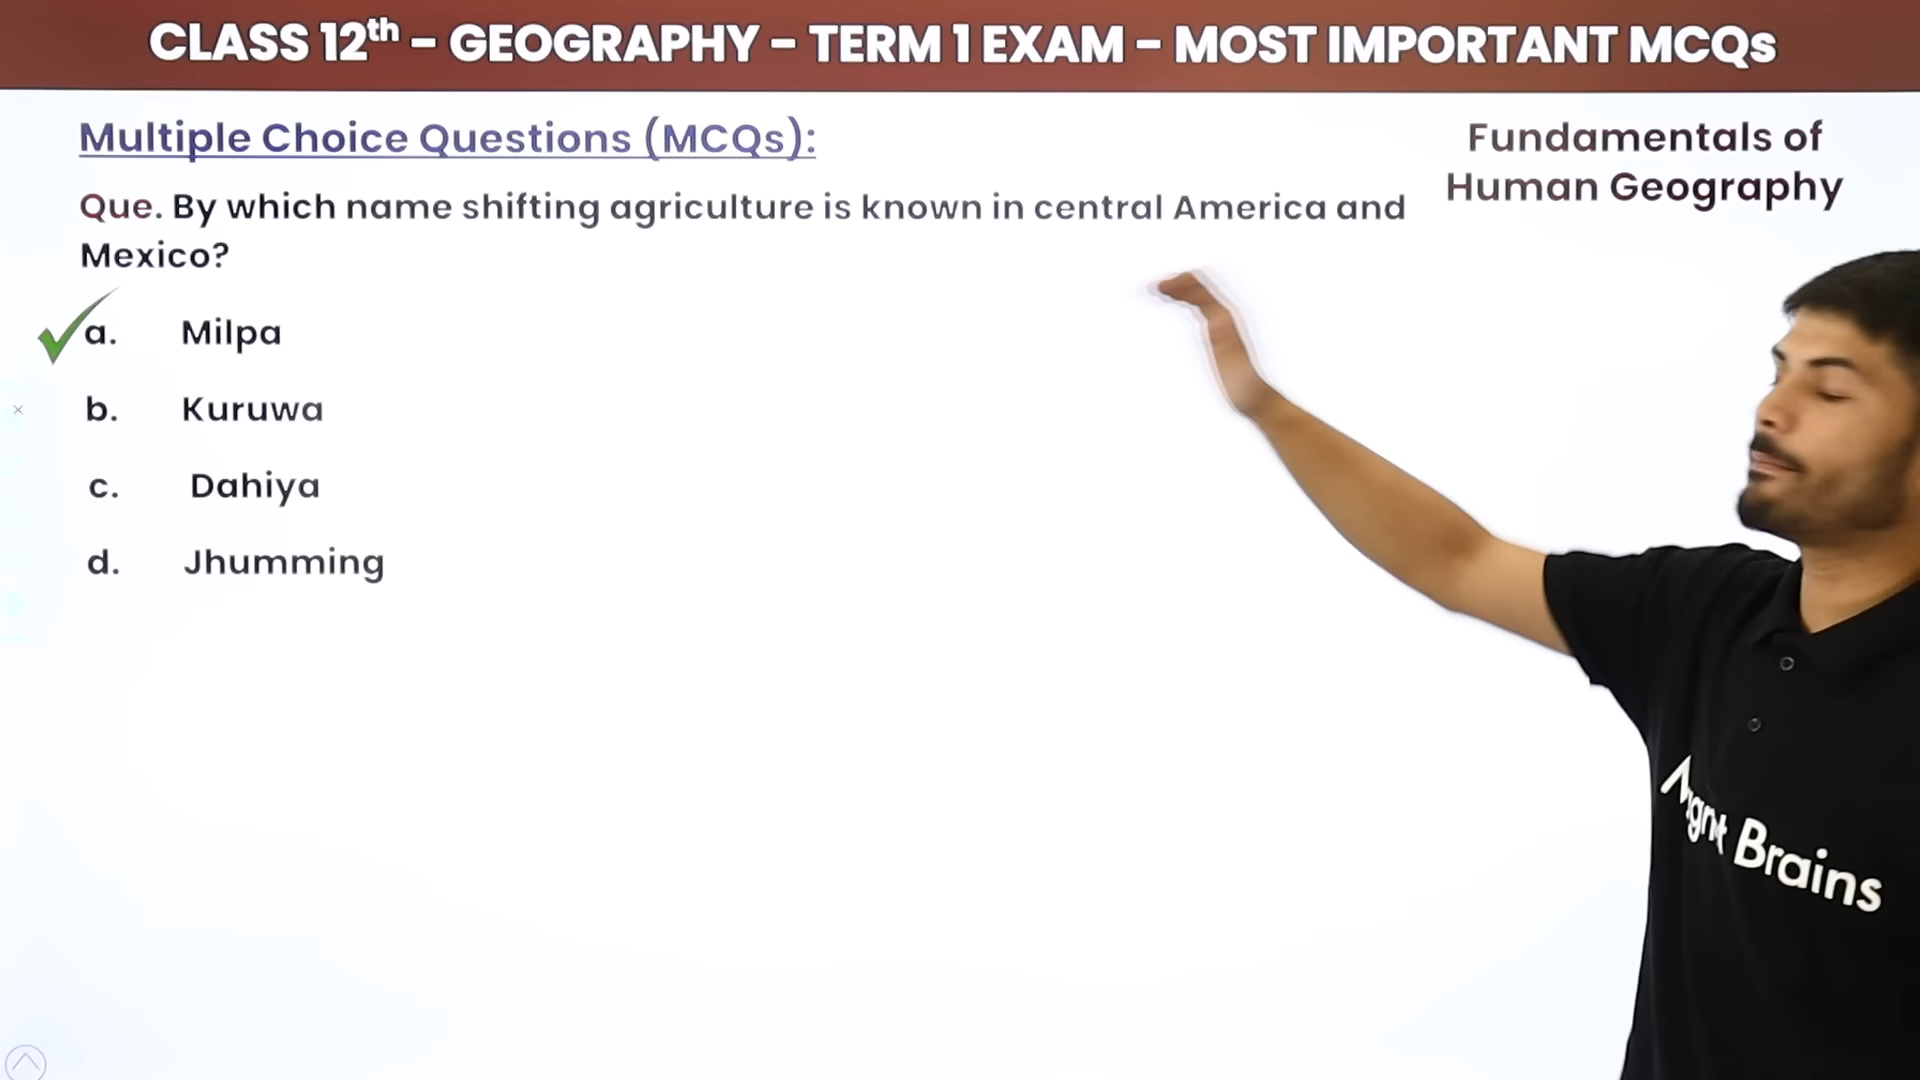 CLASS 12th - GEOGRAPHY - TERM 1 EXAM - MOST IMPORTANT MCQs
Multiple Choice Questions (MCQs):
Fundamentals of
Human Geography
Que. By which name shifting agriculture is known in central America and
Mexico?
a. Milpa
b. Kuruwa
c. Dahiya
d. Jhumming
Brains